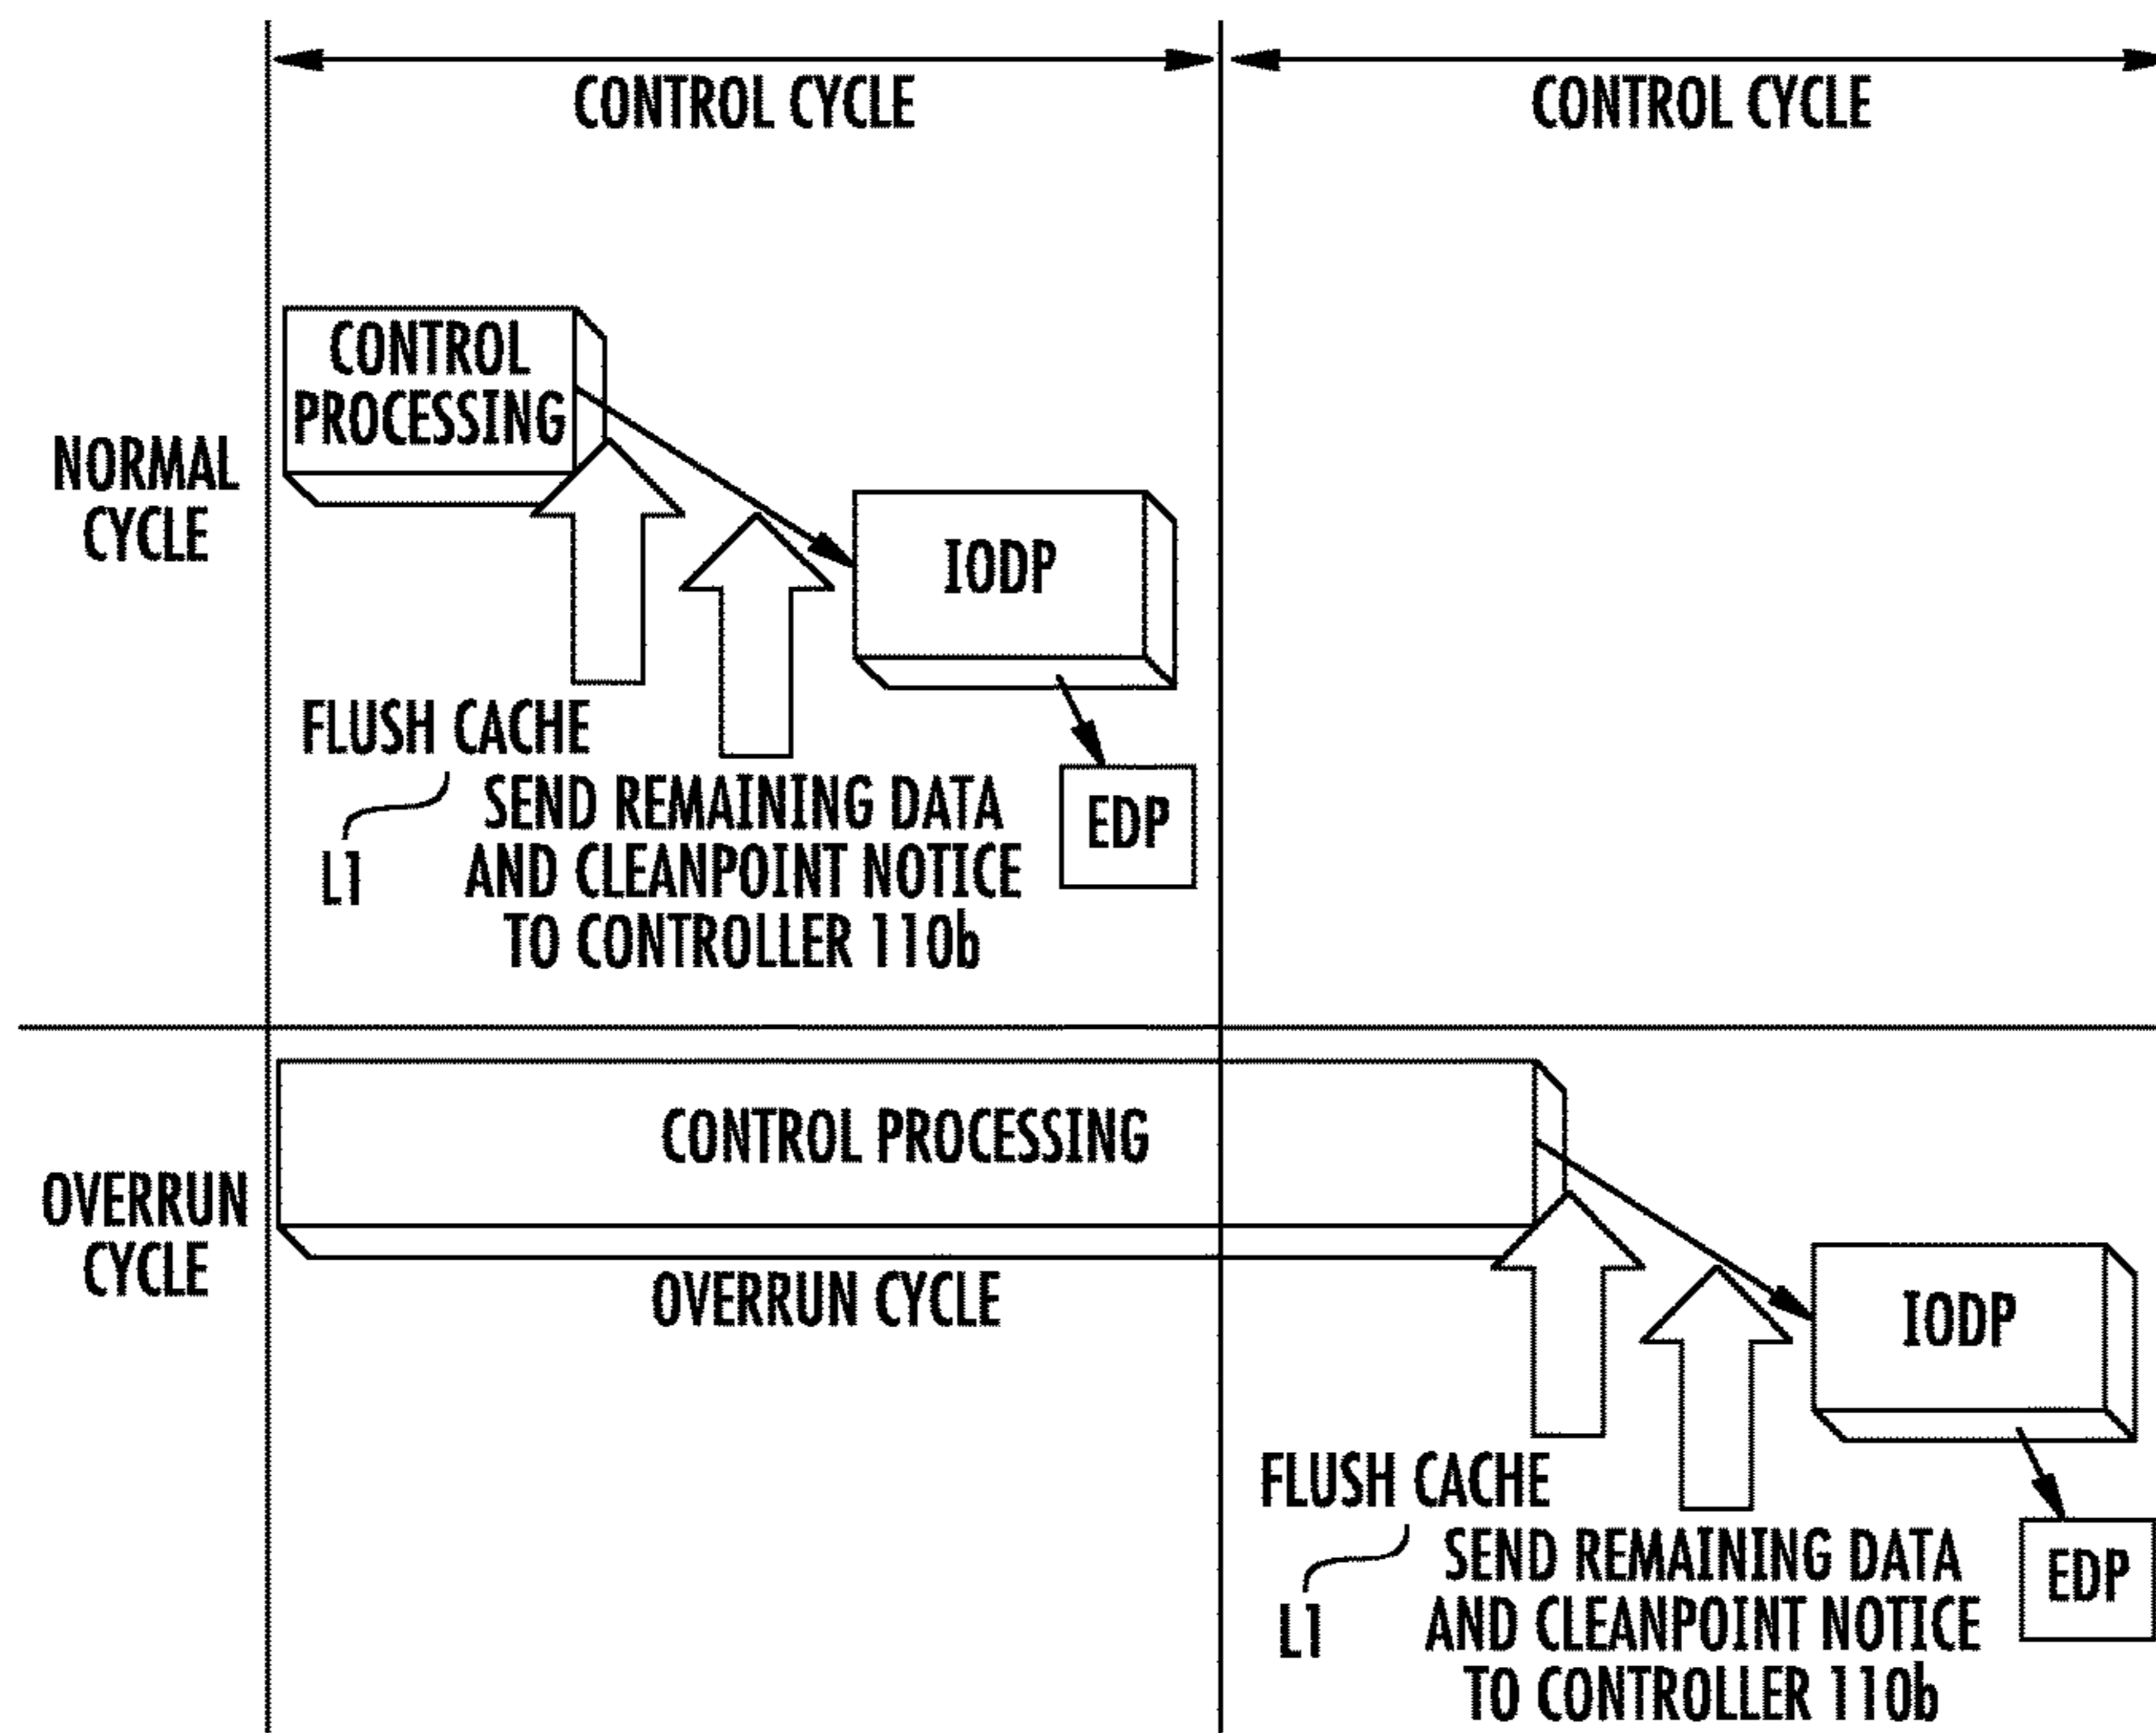 CONTROL CYCLE
CONTROL CYCLE
NORMAL
CYCLE
CONTROL
PROCESSING
IODP
FLUSH CACHE
L1
SEND REMAINING DATA
AND CLEANPOINT NOTICE
TO CONTROLLER 110b
EDP
OVERRUN
CYCLE
CONTROL PROCESSING
OVERRUN CYCLE
IODP
FLUSH CACHE
L1
SEND REMAINING DATA
AND CLEANPOINT NOTICE
TO CONTROLLER 110b
EDP